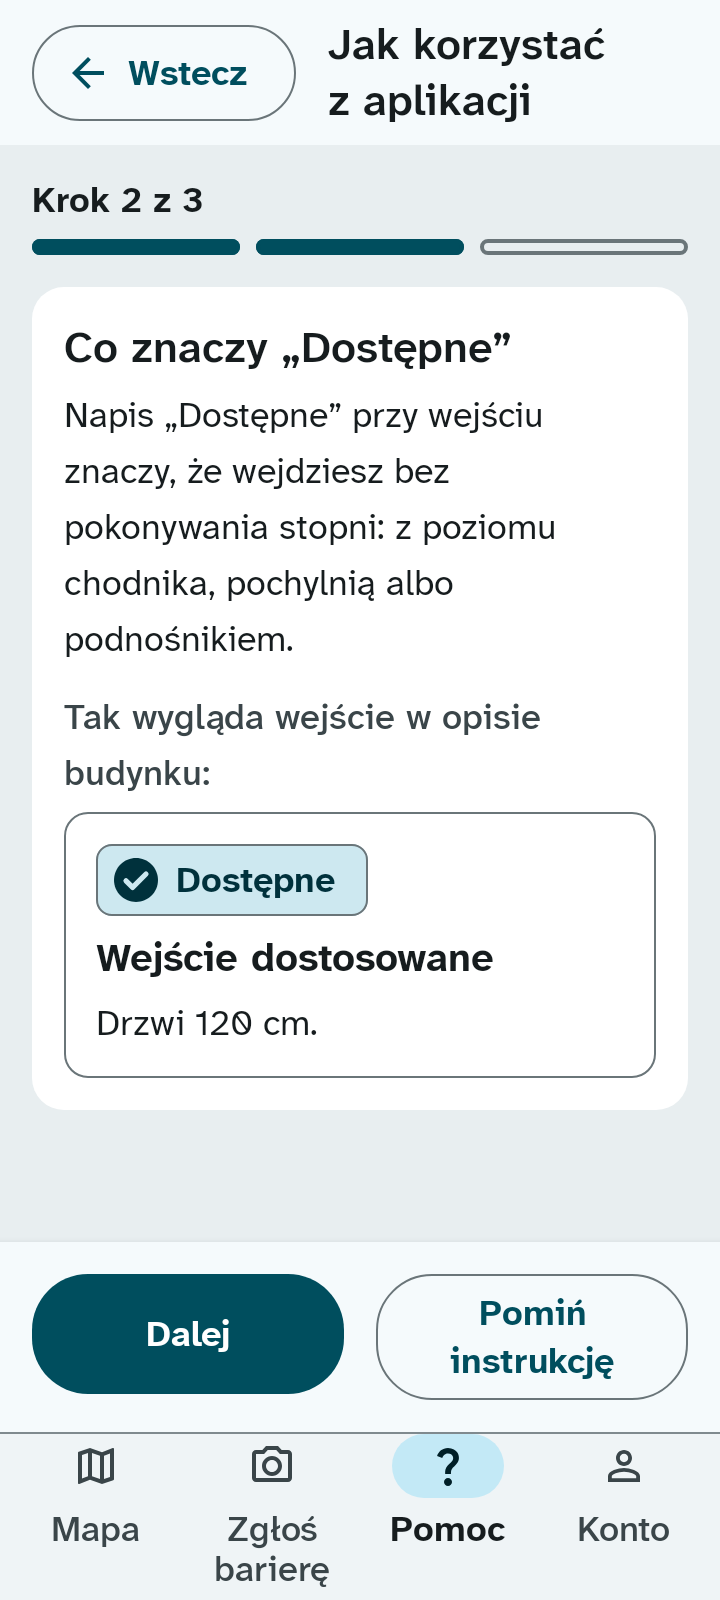 Wstecz
Jak korzystać
z aplikacji
Krok 2 z 3
Co znaczy „Dostępne”
Napis „Dostępne” przy wejściu
znaczy, że wejdziesz bez
pokonywania stopni: z poziomu
chodnika, pochylnią albo
podnośnikiem.
Tak wygląda wejście w opisie
budynku:
Dostępne
Wejście dostosowane
Drzwi 120 cm.
Dalej
Pomiń
instrukcję
Mapa
Zgłoś
barierę
Pomoc
Konto